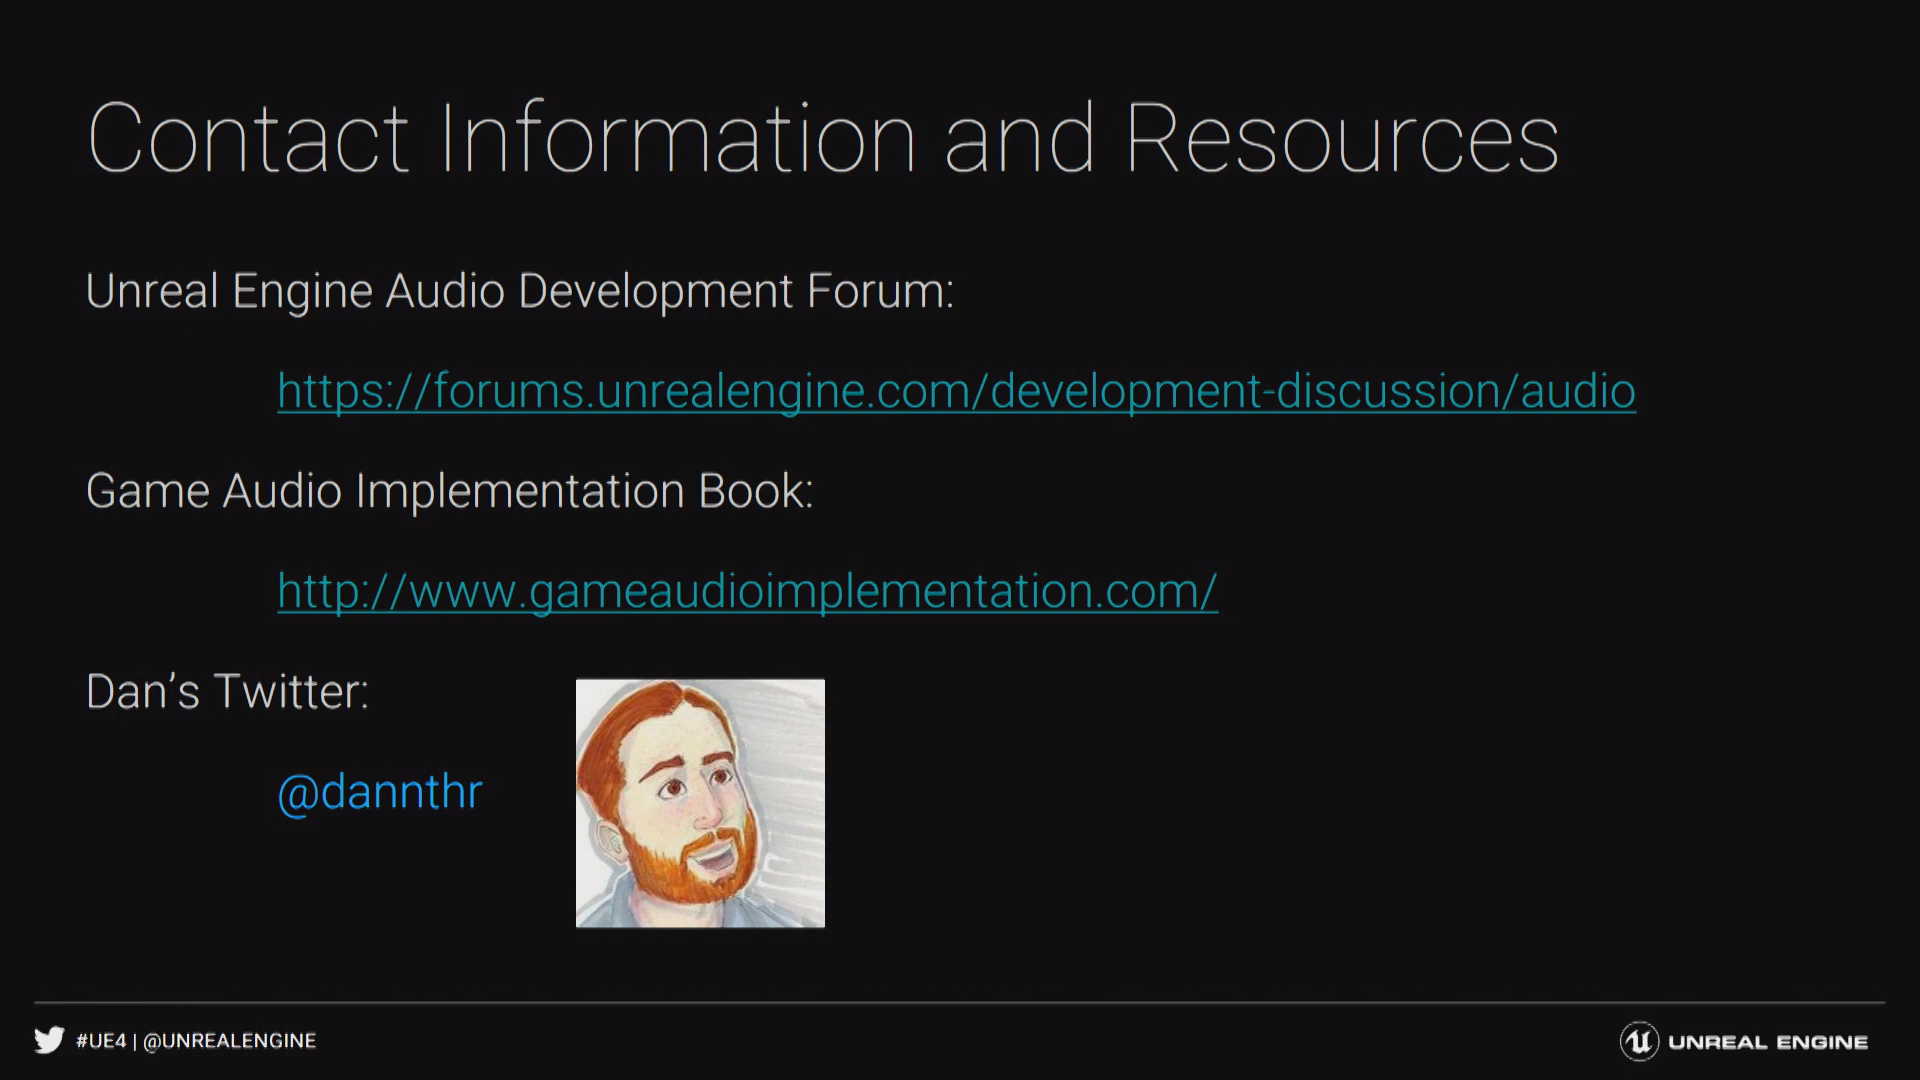 Contact Information and Resources
Unreal Engine Audio Development Forum:
https://forums.unrealengine.com/development-discussion/audio
Game Audio Implementation Book:
http://www.gameaudioimplementation.com/
Dan’s Twitter:
@dannthr
#UE4 | @UNREALENGINE
UNREAL ENGINE